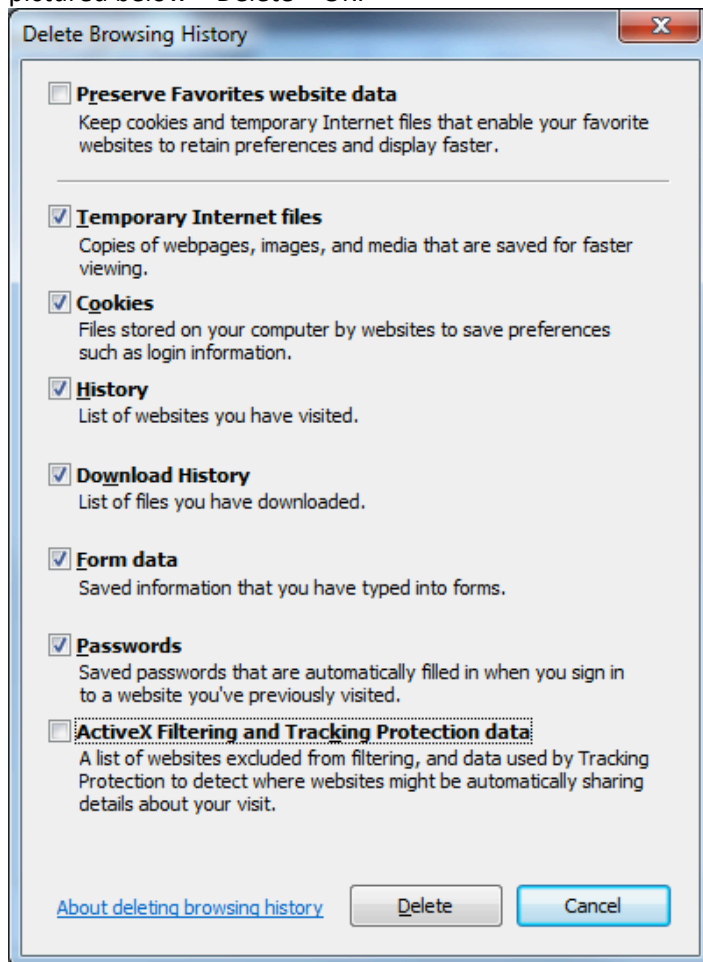 Delete Browsing History
Preserve Favorites website data
Keep cookies and temporary Internet files that enable your favorite
websites to retain preferences and display faster.
Temporary Internet files
Copies of webpages, images, and media that are saved for faster
viewing.
Cookies
Files stored on your computer by websites to save preferences
such as login information.
History
List of websites you have visited.
Download History
List of files you have downloaded.
Form data
Saved information that you have typed into forms.
Passwords
Saved passwords that are automatically filled in when you sign in
to a website you've previously visited.
ActiveX Filtering and Tracking Protection data
A list of websites excluded from filtering, and data used by Tracking
Protection to detect where websites might be automatically sharing
details about your visit.
About deleting browsing history
Delete
Cancel